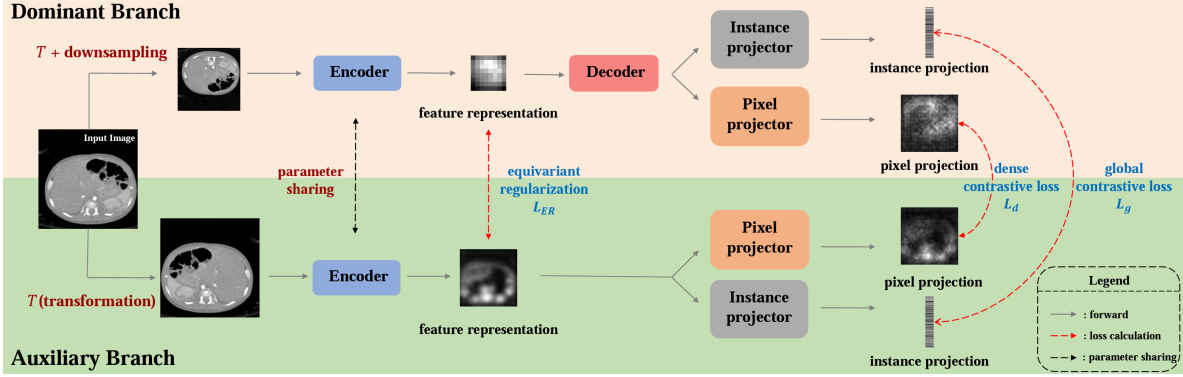 Dominant Branch
T + downsampling
Input Image
Encoder
feature representation
Decoder
Instance
projector
instance projection
Pixel
projector
pixel projection
parameter
sharing
equivariant
regularization
L_ER
dense
contrastive loss
L_d
global
contrastive loss
L_g
T(transformation)
Encoder
feature representation
Pixel
projector
pixel projection
Instance
projector
instance projection
Legend
: forward
: loss calculation
: parameter sharing
Auxiliary Branch